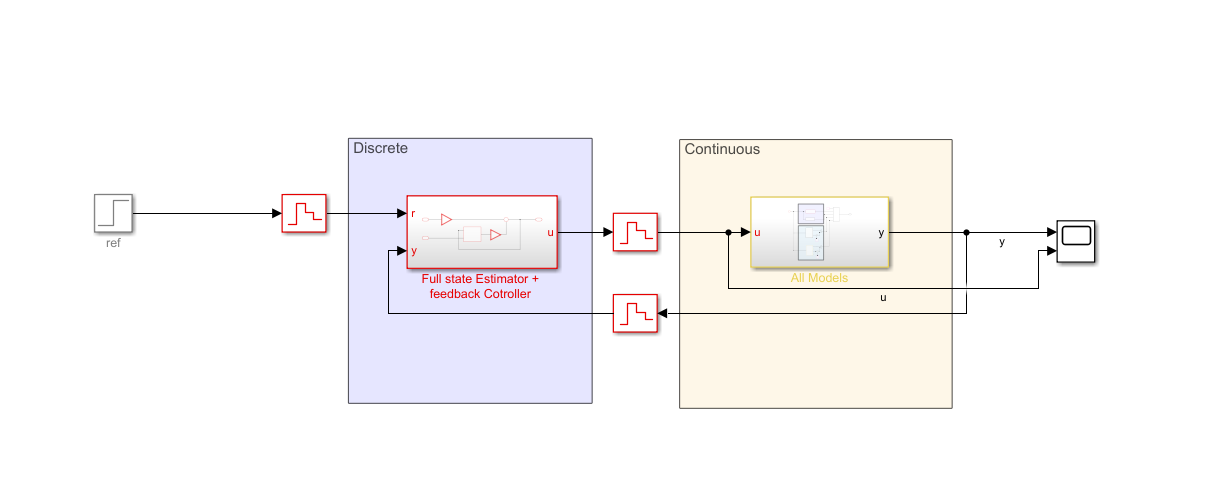 Discrete
Continuous
ref
r
y
u
Full state Estimator +
feedback Cotroller
u
y
All Models
y
u